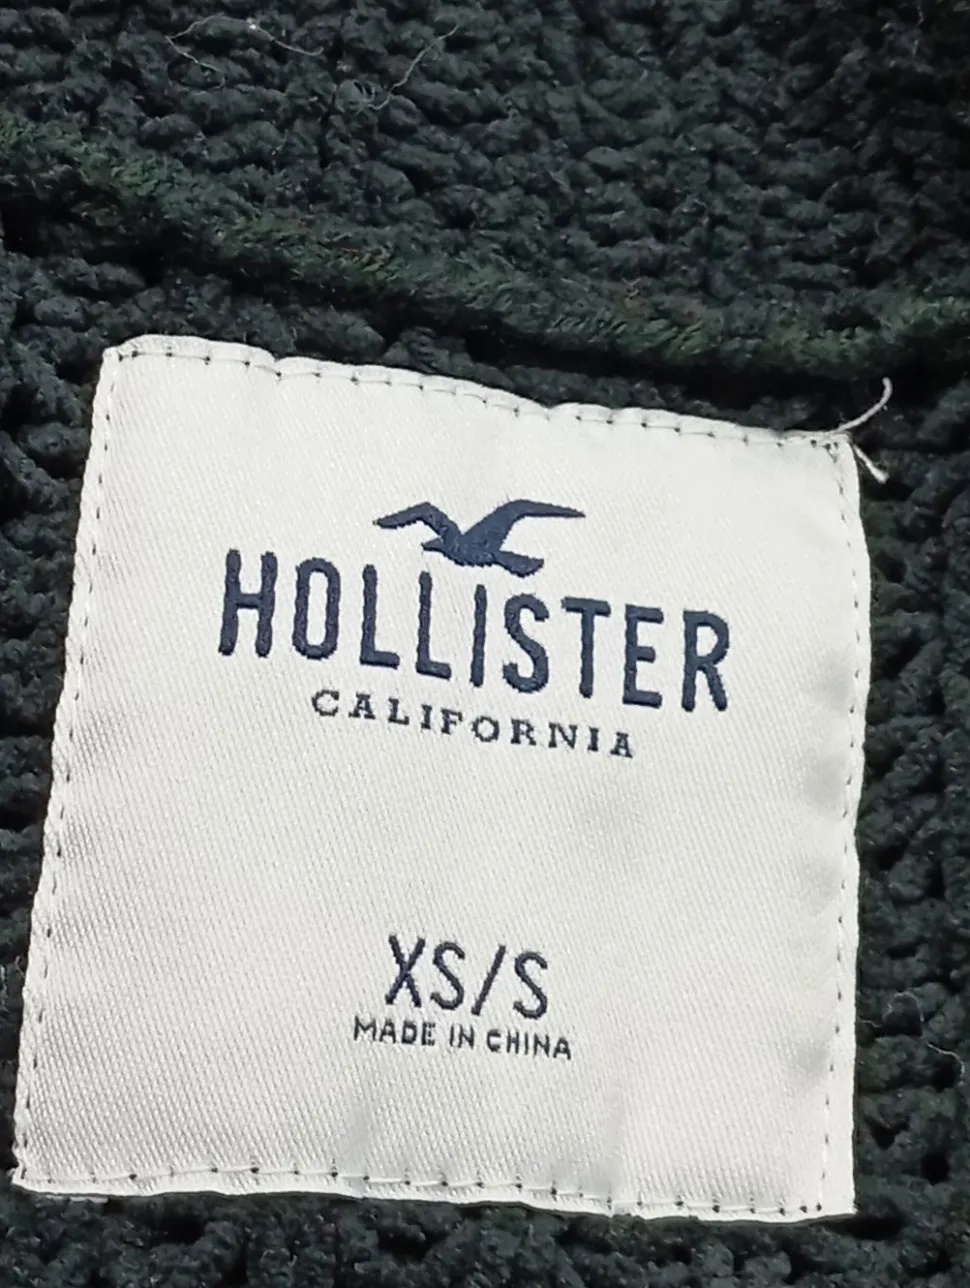 HOLLISTER
CALIFORNIA
XS/S
MADE IN CHINA